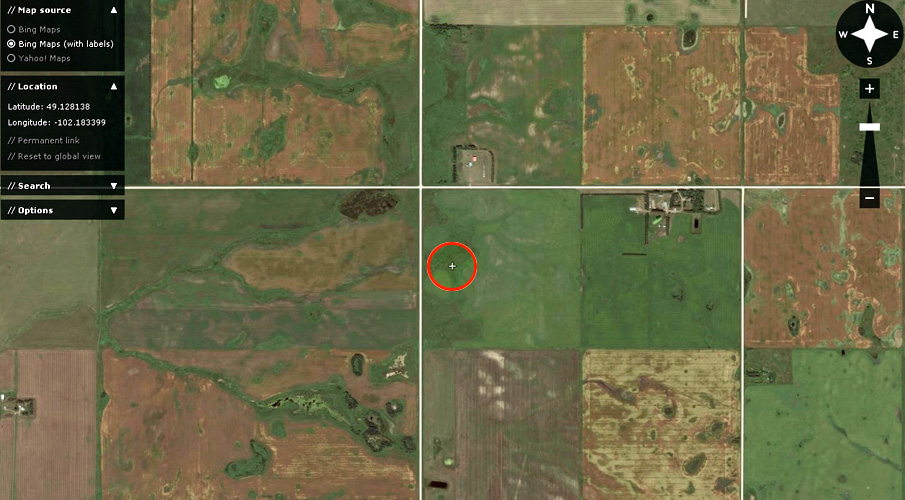 // Map source ▲
Bing Maps
Bing Maps (with labels)
Yahoo! Maps
// Location ▲
Latitude: 49.128138
Longitude: -102.183399
// Permanent link
// Reset to global view
// Search ▼
// Options ▼
N
W E
S
+
−